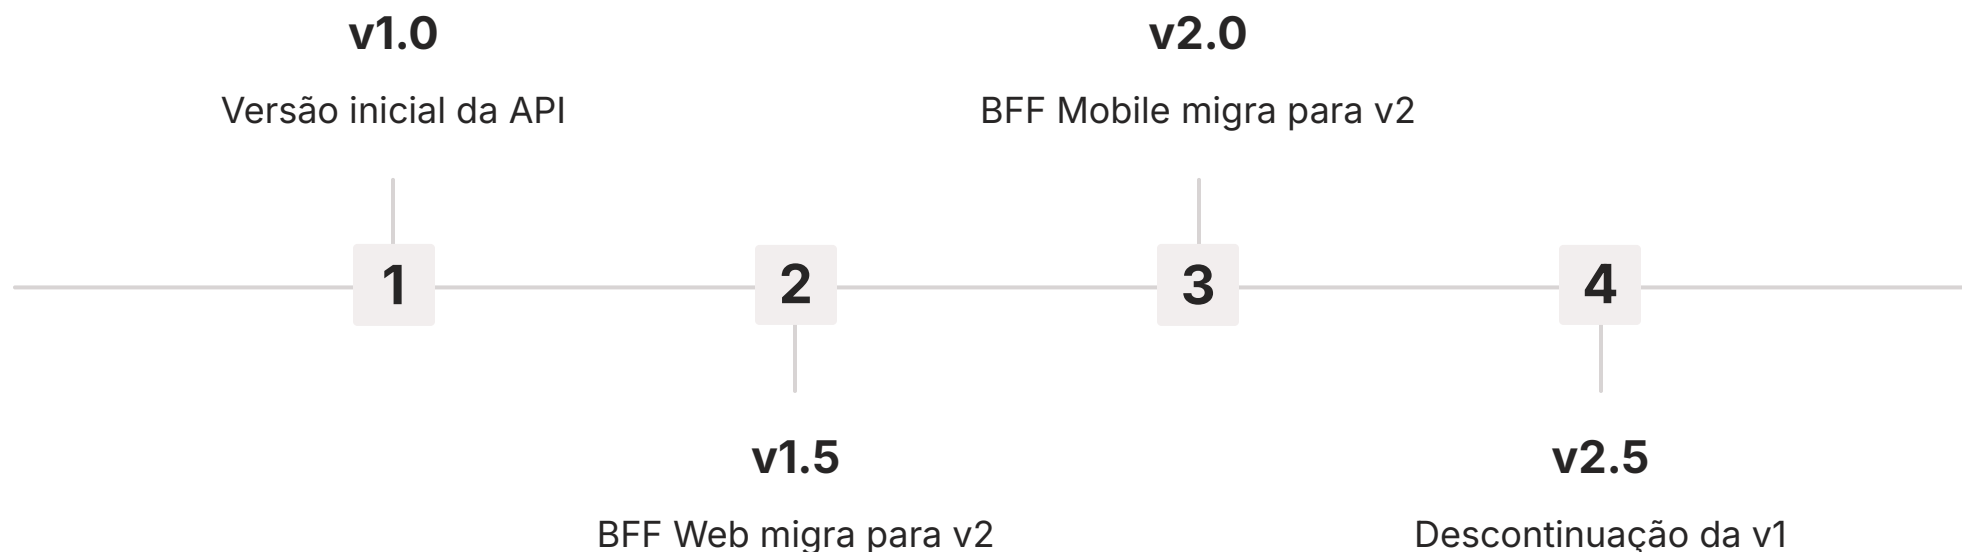 v1.0
Versão inicial da API
v2.0
BFF Mobile migra para v2
1
2
3
4
v1.5
BFF Web migra para v2
v2.5
Descontinuação da v1